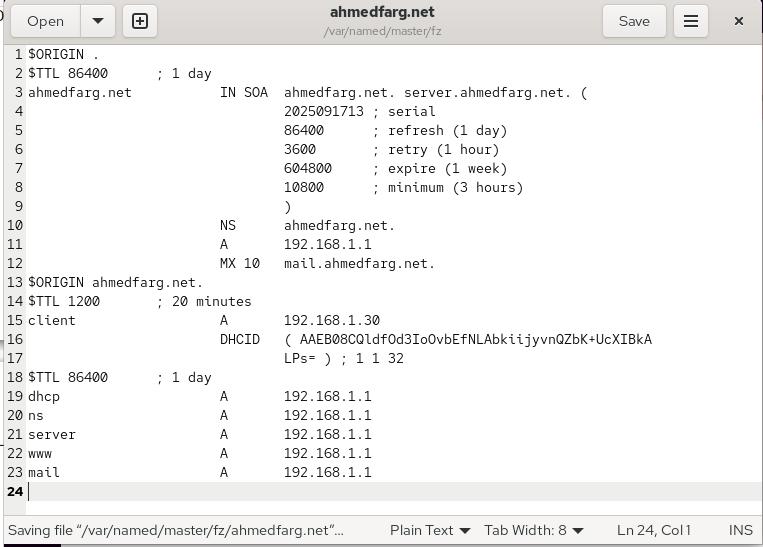 Open
ahmedfarg.net
/var/named/master/fz
Save
1 $ORIGIN .
2 $TTL 86400 ; 1 day
3 ahmedfarg.net IN SOA ahmedfarg.net. server.ahmedfarg.net. (
4 2025091713 ; serial
5 86400 ; refresh (1 day)
6 3600 ; retry (1 hour)
7 604800 ; expire (1 week)
8 10800 ; minimum (3 hours)
9 )
10 NS ahmedfarg.net.
11 A 192.168.1.1
12 MX 10 mail.ahmedfarg.net.
13 $ORIGIN ahmedfarg.net.
14 $TTL 1200 ; 20 minutes
15 client A 192.168.1.30
16 DHCID ( AAEB08CQldfOd3IoOvbEfNLAbkiijyvnQZbK+UcXIBkA
17 LPs= ) ; 1 1 32
18 $TTL 86400 ; 1 day
19 dhcp A 192.168.1.1
20 ns A 192.168.1.1
21 server A 192.168.1.1
22 www A 192.168.1.1
23 mail A 192.168.1.1
24
Saving file “/var/named/master/fz/ahmedfarg.net”… Plain Text Tab Width: 8 Ln 24, Col 1 INS